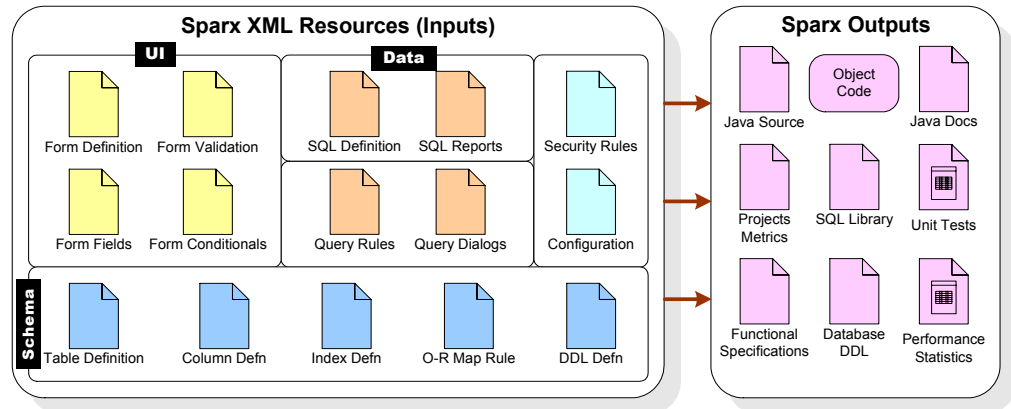 Sparx XML Resources (Inputs)
UI
Data
Form Definition
Form Validation
SQL Definition
SQL Reports
Security Rules
Form Fields
Form Conditionals
Query Rules
Query Dialogs
Configuration
Schema
Table Definition
Column Defn
Index Defn
O-R Map Rule
DDL Defn
Sparx Outputs
Java Source
Object
Code
Java Docs
Projects
Metrics
SQL Library
Unit Tests
Functional
Specifications
Database
DDL
Performance
Statistics